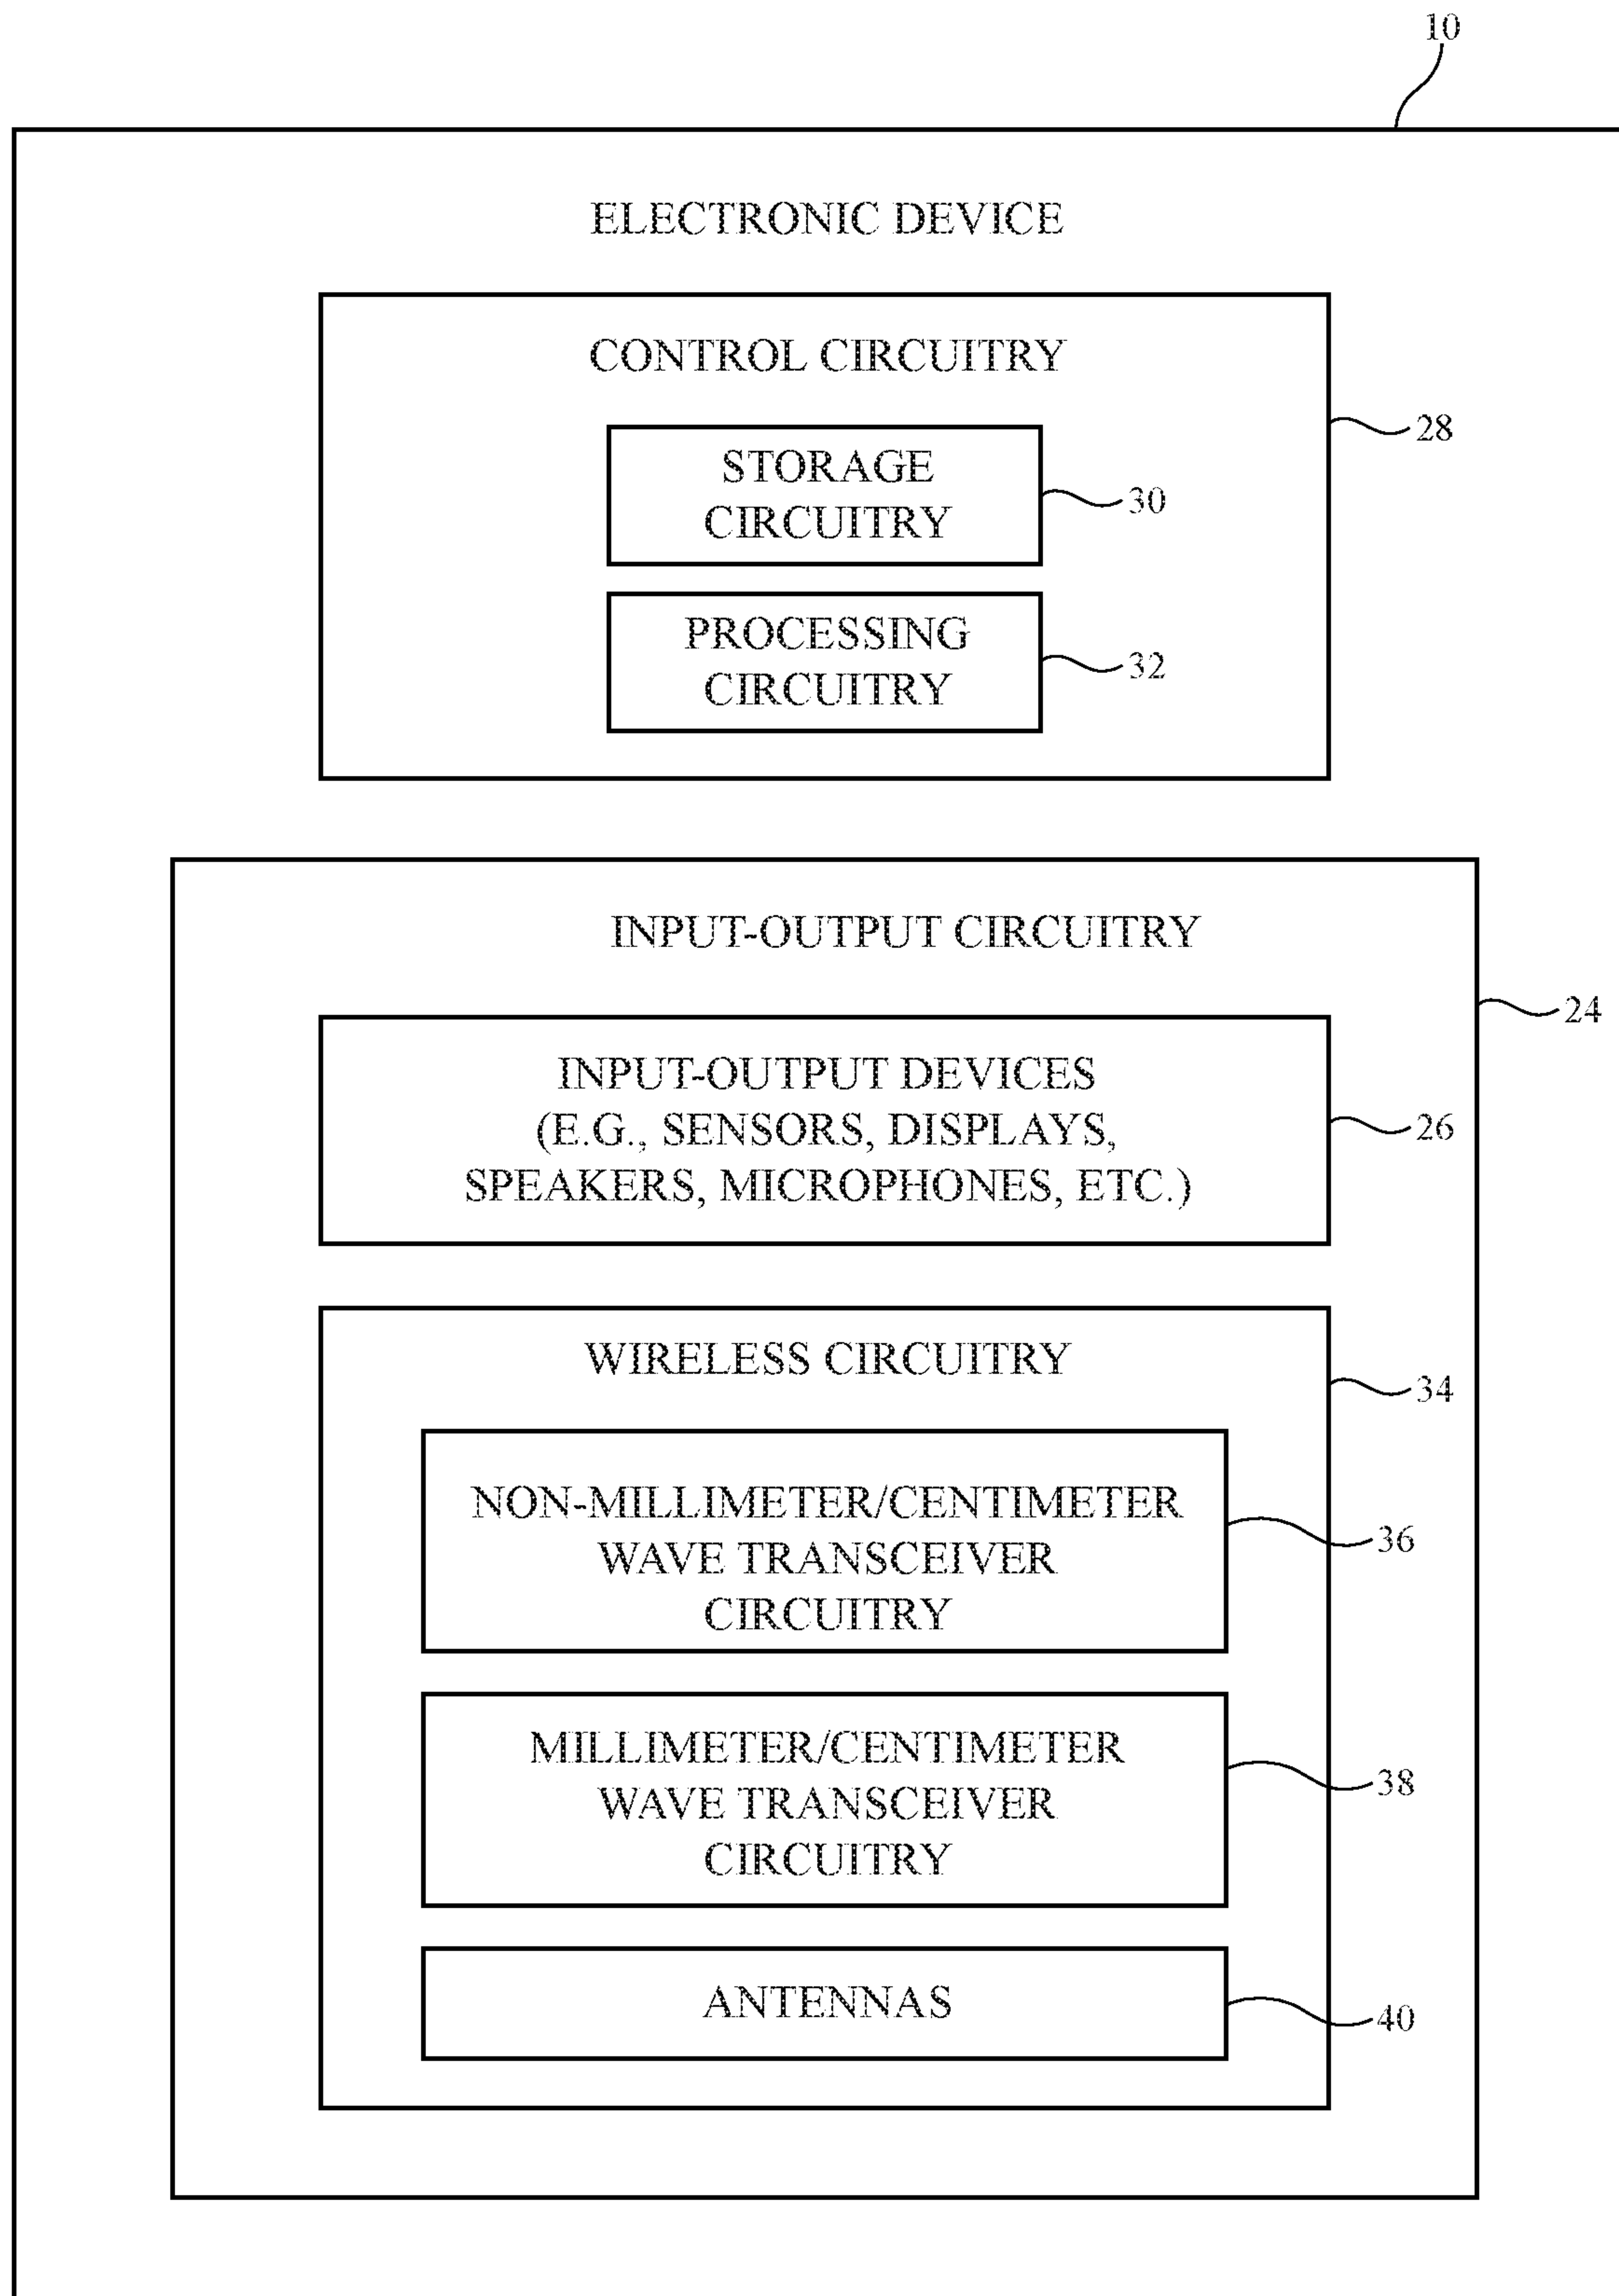 10
ELECTRONIC DEVICE
CONTROL CIRCUITRY
28
STORAGE
CIRCUITRY
30
PROCESSING
CIRCUITRY
32
INPUT-OUTPUT CIRCUITRY
24
INPUT-OUTPUT DEVICES
(E.G., SENSORS, DISPLAYS,
SPEAKERS, MICROPHONES, ETC.)
26
WIRELESS CIRCUITRY
34
NON-MILLIMETER/CENTIMETER
WAVE TRANSCEIVER
CIRCUITRY
36
MILLIMETER/CENTIMETER
WAVE TRANSCEIVER
CIRCUITRY
38
ANTENNAS
40